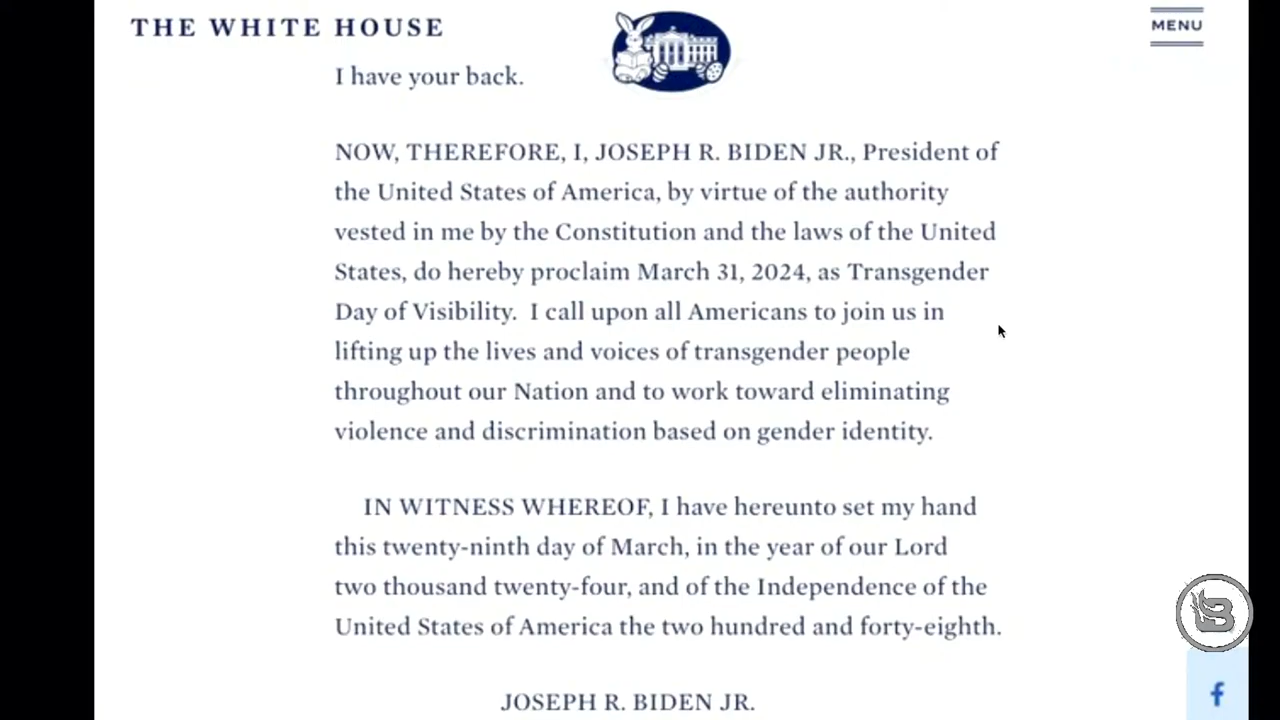 THE WHITE HOUSE
MENU
I have your back.
NOW, THEREFORE, I, JOSEPH R. BIDEN JR., President of
the United States of America, by virtue of the authority
vested in me by the Constitution and the laws of the United
States, do hereby proclaim March 31, 2024, as Transgender
Day of Visibility.  I call upon all Americans to join us in
lifting up the lives and voices of transgender people
throughout our Nation and to work toward eliminating
violence and discrimination based on gender identity.
IN WITNESS WHEREOF, I have hereunto set my hand
this twenty-ninth day of March, in the year of our Lord
two thousand twenty-four, and of the Independence of the
United States of America the two hundred and forty-eighth.
JOSEPH R. BIDEN JR.